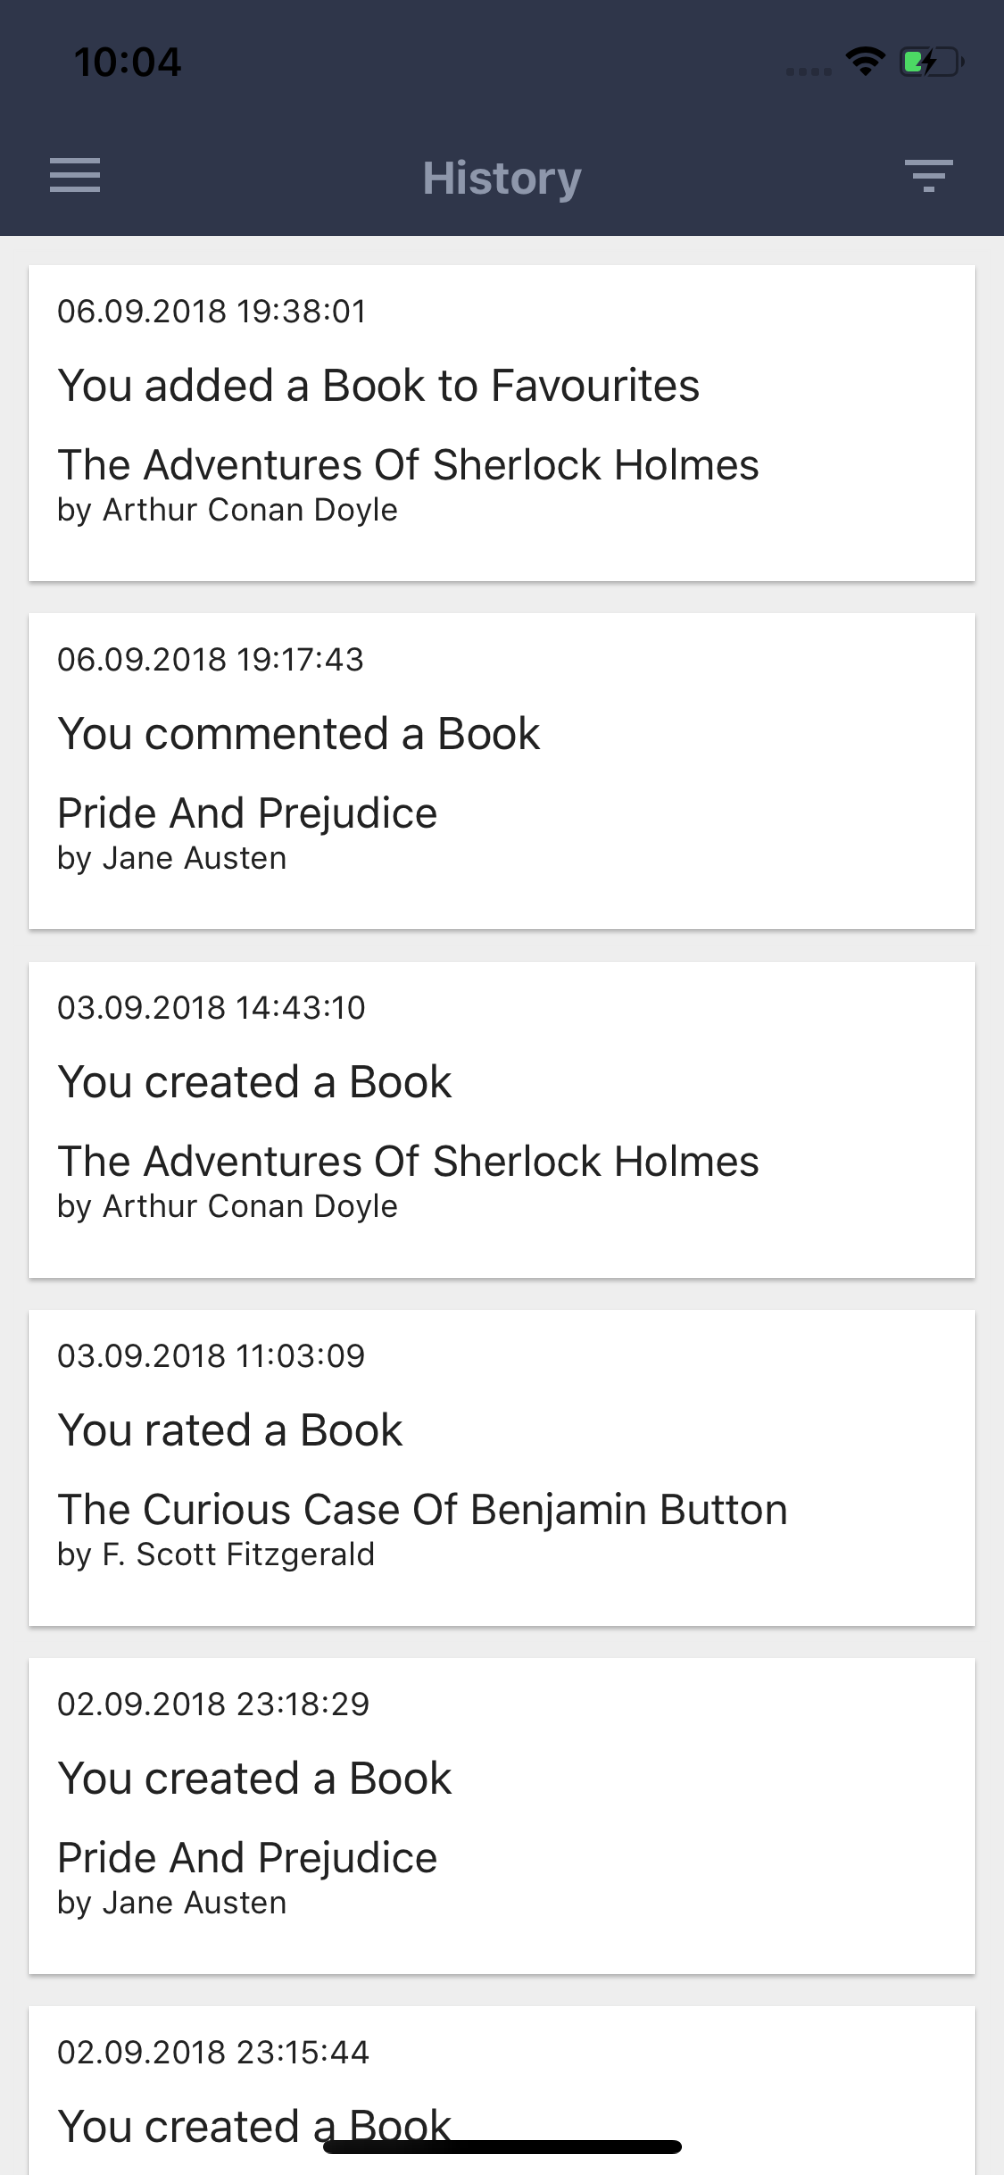 10:04
History
06.09.2018 19:38:01
You added a Book to Favourites
The Adventures Of Sherlock Holmes
by Arthur Conan Doyle
06.09.2018 19:17:43
You commented a Book
Pride And Prejudice
by Jane Austen
03.09.2018 14:43:10
You created a Book
The Adventures Of Sherlock Holmes
by Arthur Conan Doyle
03.09.2018 11:03:09
You rated a Book
The Curious Case Of Benjamin Button
by F. Scott Fitzgerald
02.09.2018 23:18:29
You created a Book
Pride And Prejudice
by Jane Austen
02.09.2018 23:15:44
You created a Book